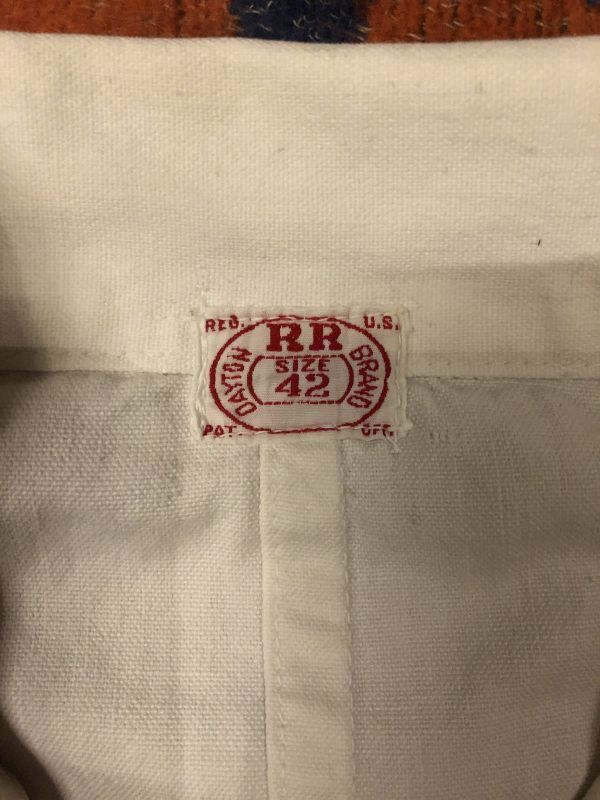 REG. U.S.
RR
DAYTON BRAND
SIZE
42
PAT. OFF.